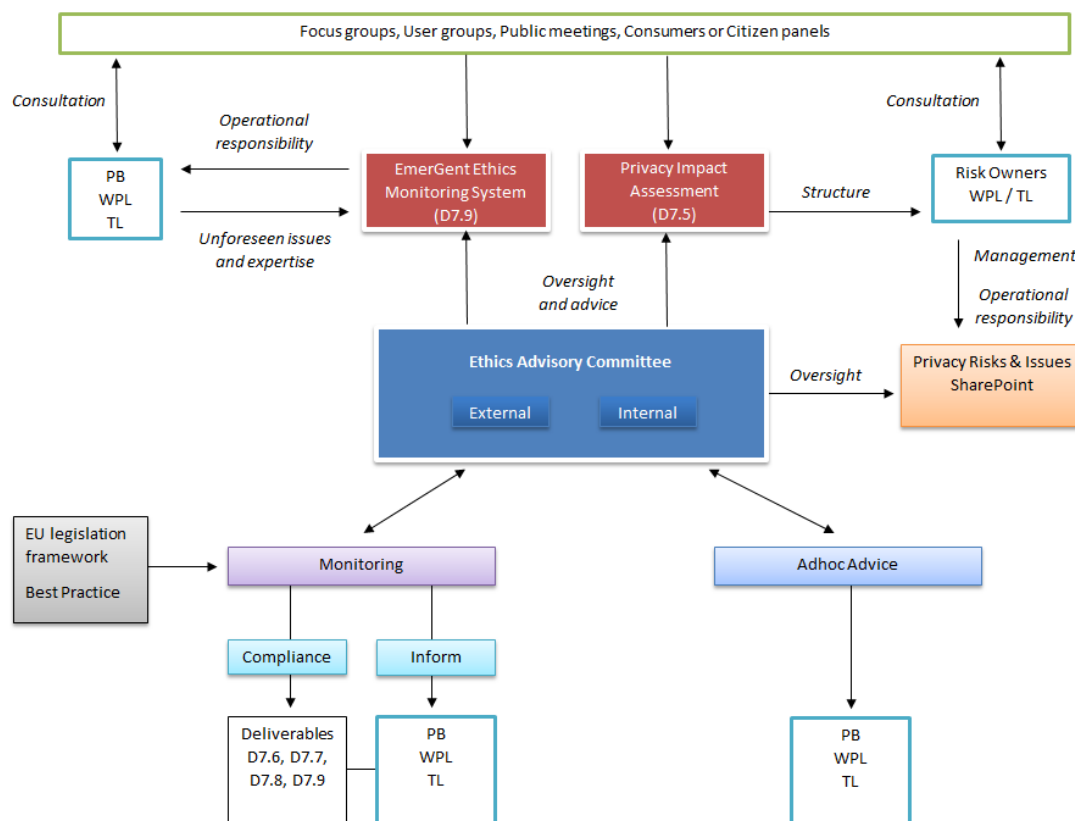 Focus groups, User groups, Public meetings, Consumers or Citizen panels
Consultation
Consultation
Operational
responsibility
PB
WPL
TL
EmerGent Ethics
Monitoring System
(D7.9)
Privacy Impact
Assessment
(D7.5)
Structure
Risk Owners
WPL / TL
Unforeseen issues
and expertise
Oversight
and advice
Management
Operational
responsibility
Ethics Advisory Committee
External
Internal
Oversight
Privacy Risks & Issues
SharePoint
EU legislation
framework
Best Practice
Monitoring
Adhoc Advice
Compliance
Inform
Deliverables
D7.6, D7.7,
D7.8, D7.9
PB
WPL
TL
PB
WPL
TL